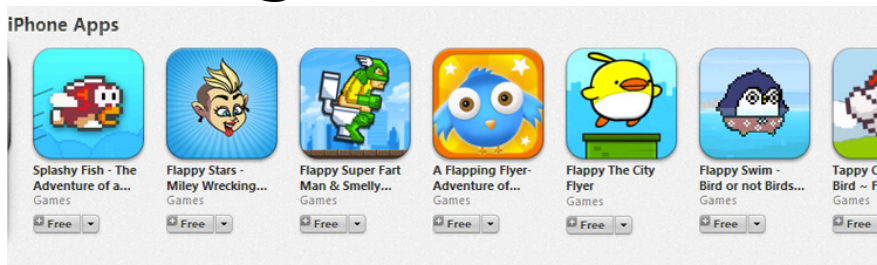 iPhone Apps
Splashy Fish - The
Adventure of a...
Games
Free
Flappy Stars -
Miley Wrecking...
Games
Free
Flappy Super Fart
Man & Smelly...
Games
Free
A Flapping Flyer-
Adventure of...
Games
Free
Flappy The City
Flyer
Games
Free
Flappy Swim -
Bird or not Birds...
Games
Free
Tappy
Bird ~
Games
Free